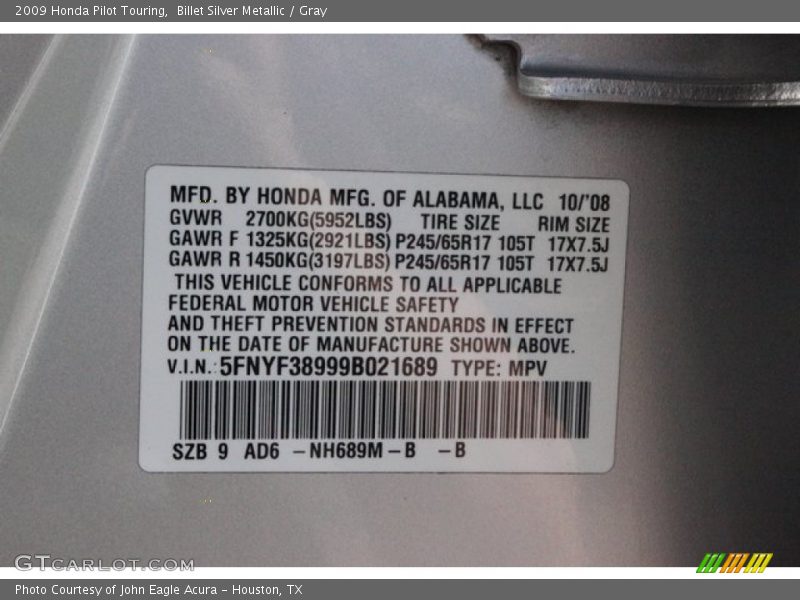 2009 Honda Pilot Touring,  Billet Silver Metallic / Gray
MFD. BY HONDA MFG. OF ALABAMA, LLC 10/'08
GVWR 2700KG(5952LBS) TIRE SIZE RIM SIZE
GAWR F 1325KG(2921LBS) P245/65R17 105T 17X7.5J
GAWR R 1450KG(3197LBS) P245/65R17 105T 17X7.5J
THIS VEHICLE CONFORMS TO ALL APPLICABLE
FEDERAL MOTOR VEHICLE SAFETY
AND THEFT PREVENTION STANDARDS IN EFFECT
ON THE DATE OF MANUFACTURE SHOWN ABOVE.
V.I.N.: 5FNYF38999B021689 TYPE: MPV
SZB 9 AD6 – NH689M – B – B
GTCARLOT.COM
Photo Courtesy of John Eagle Acura – Houston, TX